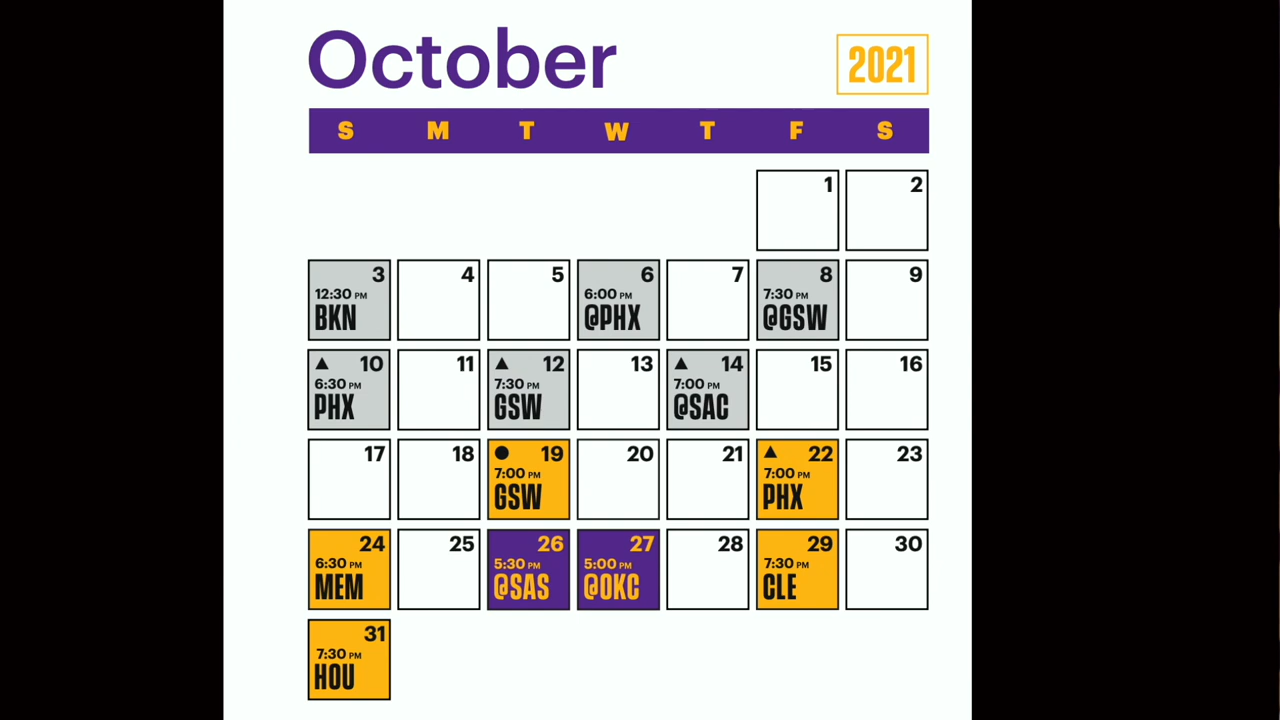 October
2021
S M T W T F S
1 2
3 4 5 6 7 8 9
12:30 PM 6:00 PM 7:30 PM
BKN @PHX @GSW
▲ 10 11 ▲ 12 13 ▲ 14 15 16
6:30 PM 7:30 PM 7:00 PM
PHX GSW @SAC
17 18 ● 19 20 21 ▲ 22 23
7:00 PM 7:00 PM
GSW PHX
24 25 26 27 28 29 30
6:30 PM 5:30 PM 5:00 PM 7:30 PM
MEM @SAS @OKC CLE
31
7:30 PM
HOU